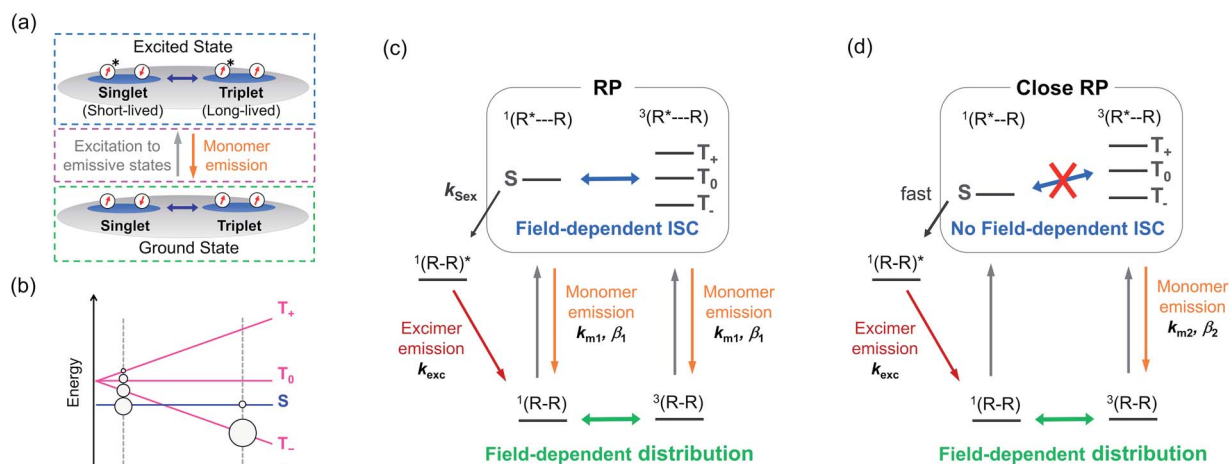 (a)
Excited State
*
*
Singlet
Triplet
(Short-lived)
(Long-lived)
Excitation to
emissive states
Monomer
emission
Singlet
Triplet
Ground State
(b)
Energy
T+
T0
S
T−
(c)
RP
1(R*---R)
3(R*---R)
T+
T0
T-
S
kSex
Field-dependent ISC
1(R-R)*
Monomer
emission
km1, β1
Monomer
emission
km1, β1
Excimer
emission
kexc
1(R-R)
3(R-R)
Field-dependent distribution
(d)
Close RP
1(R*--R)
3(R*--R)
T+
T0
T-
S
fast
No Field-dependent ISC
1(R-R)*
Monomer
emission
km2, β2
Excimer
emission
kexc
1(R-R)
3(R-R)
Field-dependent distribution